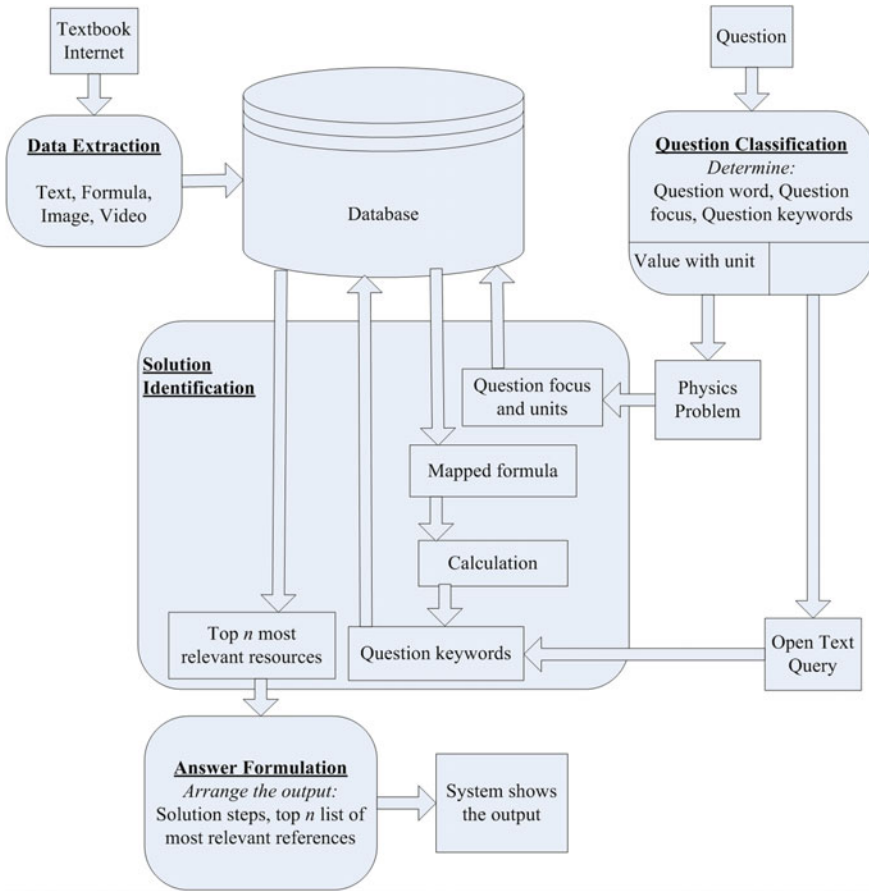 Textbook
Internet
Question
Data Extraction
Text, Formula,
Image, Video
Database
Question Classification
Determine:
Question word, Question
focus, Question keywords
Value with unit
Solution
Identification
Question focus
and units
Physics
Problem
Mapped formula
Calculation
Top n most
relevant resources
Question keywords
Open Text
Query
Answer Formulation
Arrange the output:
Solution steps, top n list of
most relevant references
System shows
the output